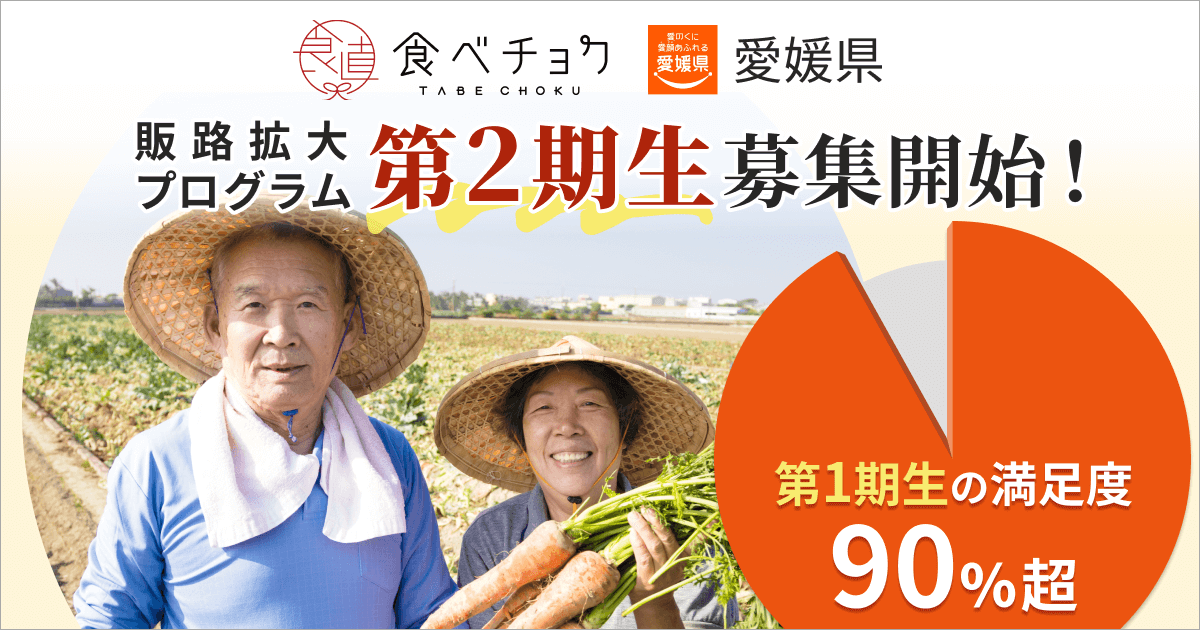 食直
食べチョク
TABE CHOKU
愛のくに
愛顔あふれる
愛媛県
愛媛県
販路拡大
プログラム
第2期生募集開始！
第1期生の満足度
90%超